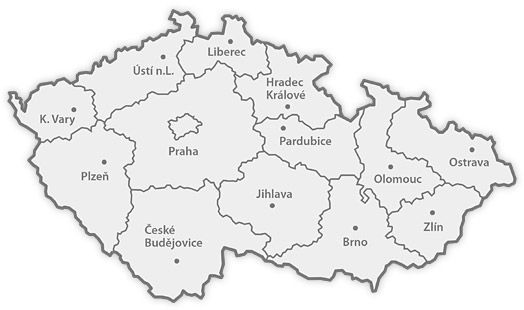 Liberec
Ústí n.L.
Hradec
Králové
K. Vary
Praha
Pardubice
Plzeň
Ostrava
Olomouc
Jihlava
České
Budějovice
Brno
Zlín